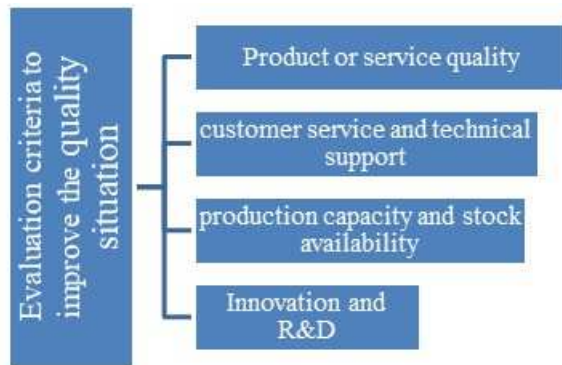 Evaluation criteria to
improve the quality
situation
Product or service quality
customer service and technical
support
production capacity and stock
availability
Innovation and
R&D